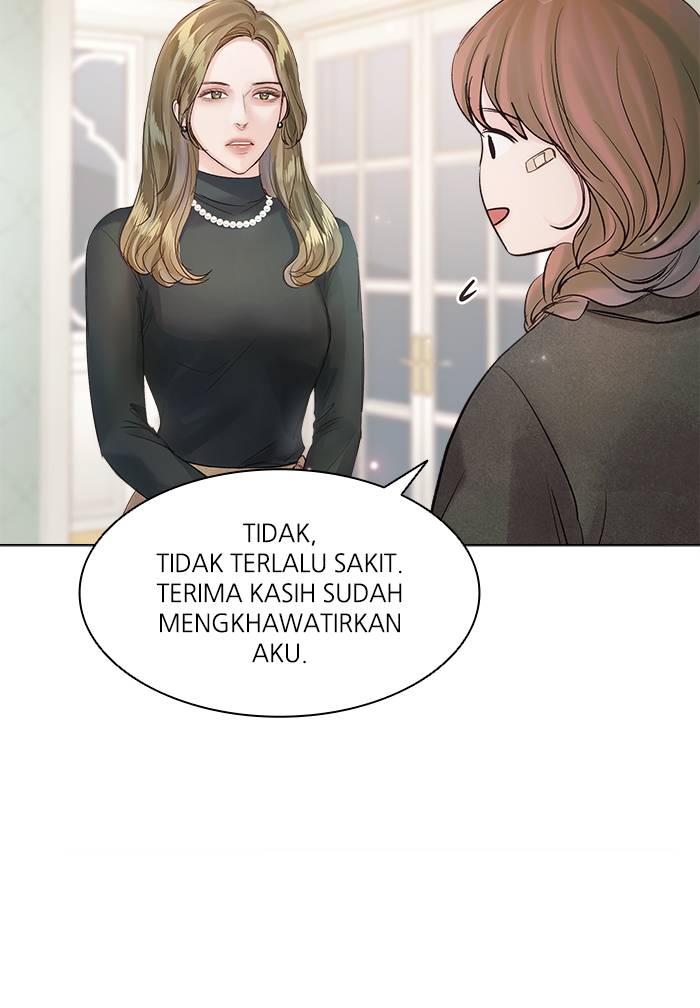 TIDAK,
TIDAK TERLALU SAKIT.
TERIMA KASIH SUDAH
MENGKHAWATIRKAN
AKU.